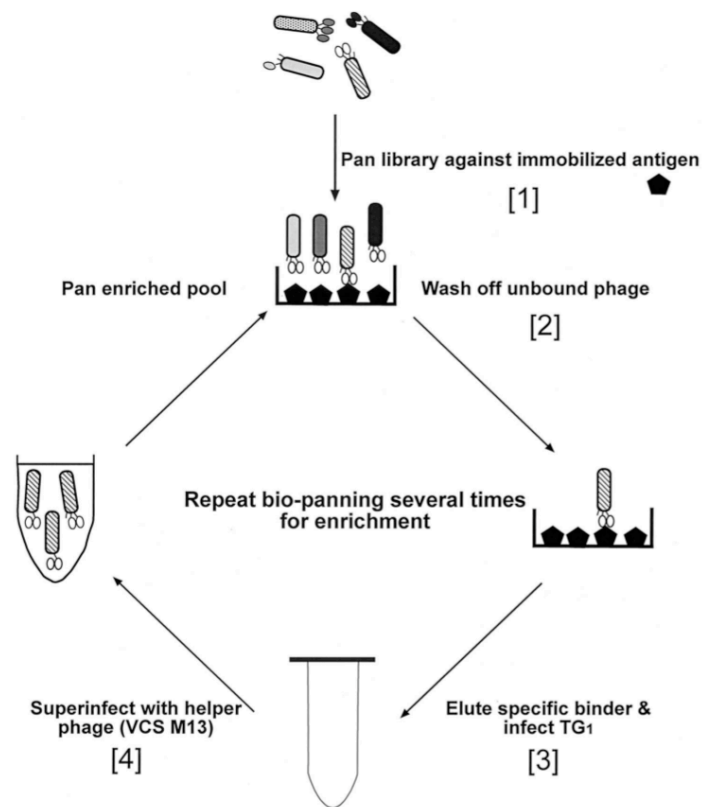 Pan library against immobilized antigen
[1]
Pan enriched pool
Wash off unbound phage
[2]
Repeat bio-panning several times
for enrichment
Superinfect with helper
phage (VCS M13)
[4]
Elute specific binder &
infect TG1
[3]